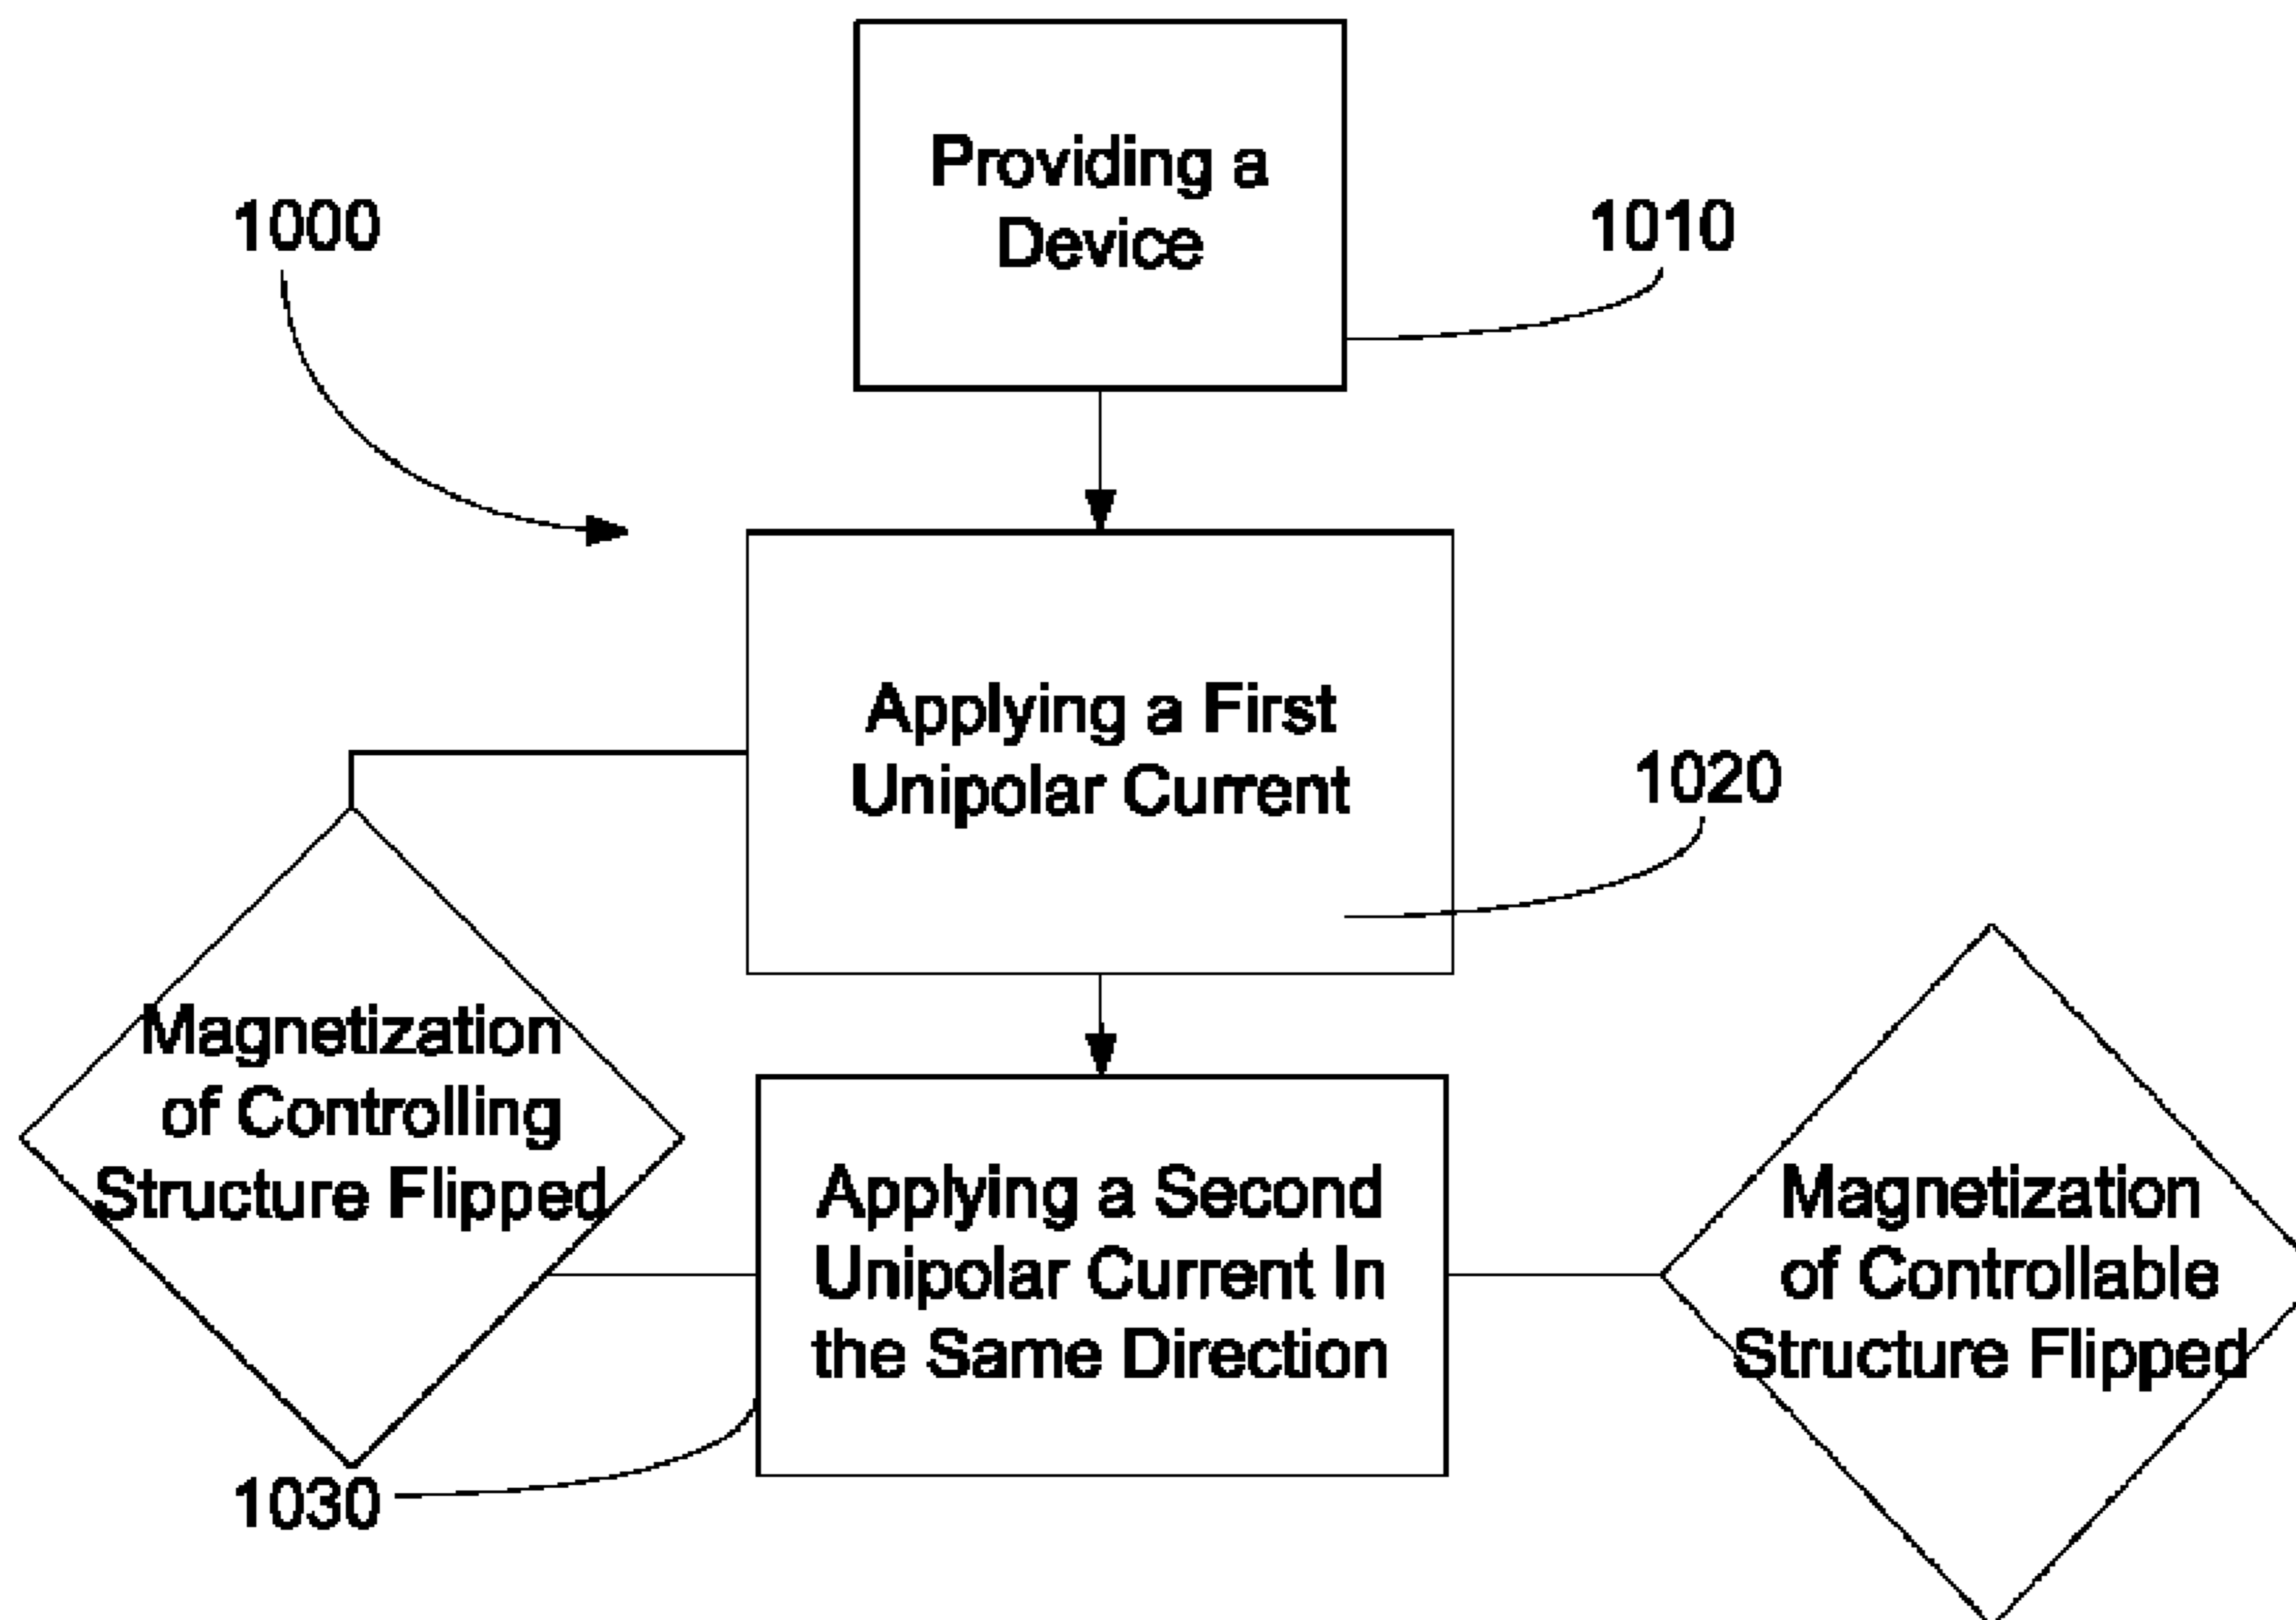 Providing a
Device
1000
1010
Applying a First
Unipolar Current
1020
Magnetization
of Controlling
Structure Flipped
Applying a Second
Unipolar Current In
the Same Direction
Magnetization
of Controllable
Structure Flipped
1030